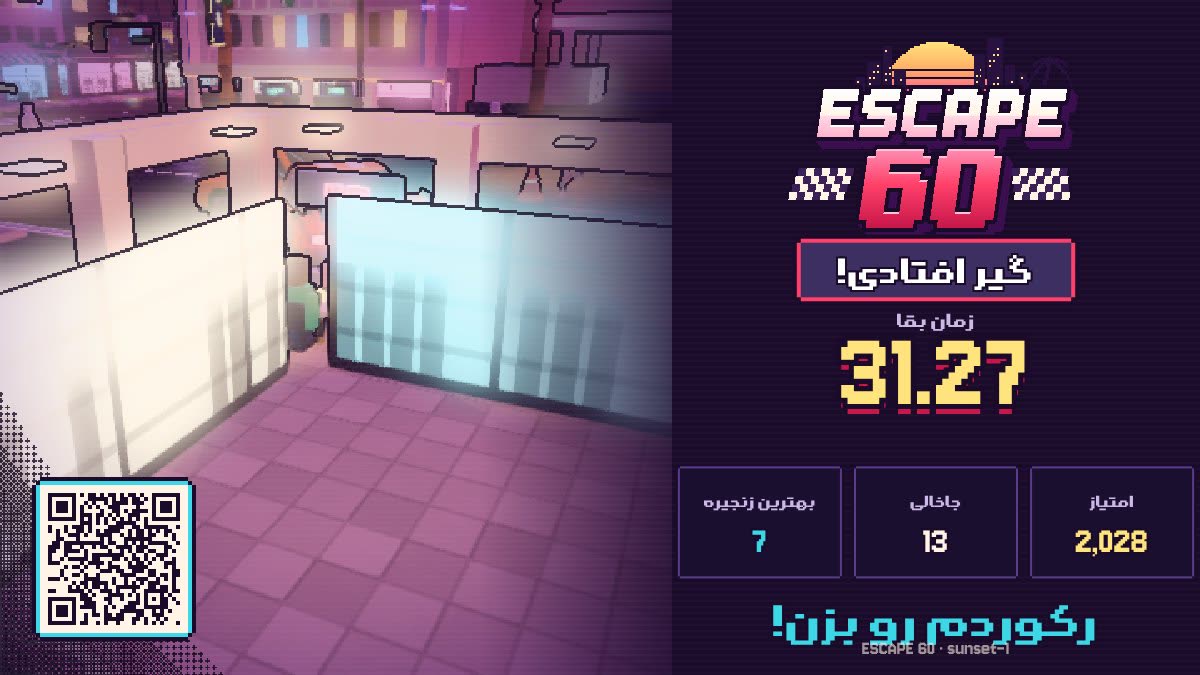 ESCAPE
60
گیر افتادی!
زمان بقا
31.27
امتیاز
2,028
جاخالی
13
بهترین زنجیره
7
رکوردم رو بزن!
ESCAPE 60 · sunset-1